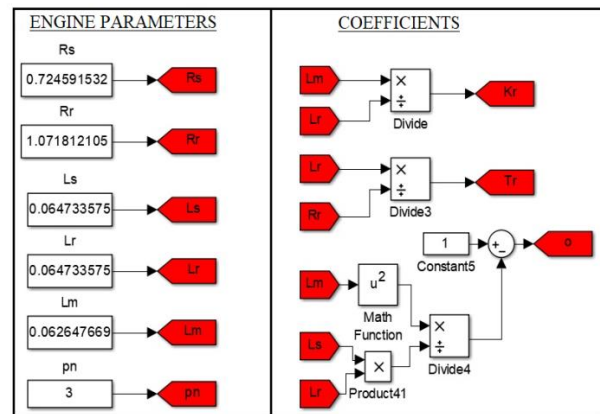 ENGINE PARAMETERS
Rs
0.724591532
Rs
Rr
1.071812105
Rr
Ls
0.064733575
Ls
Lr
0.064733575
Lr
Lm
0.062647669
Lm
pn
3
pn
COEFFICIENTS
Lm
Lr
×
÷
Divide
Kr
Lr
Rr
×
÷
Divide3
Tr
1
Constant5
+
−
o
Lm
u²
Math
Function
Ls
Lr
×
Product41
×
÷
Divide4